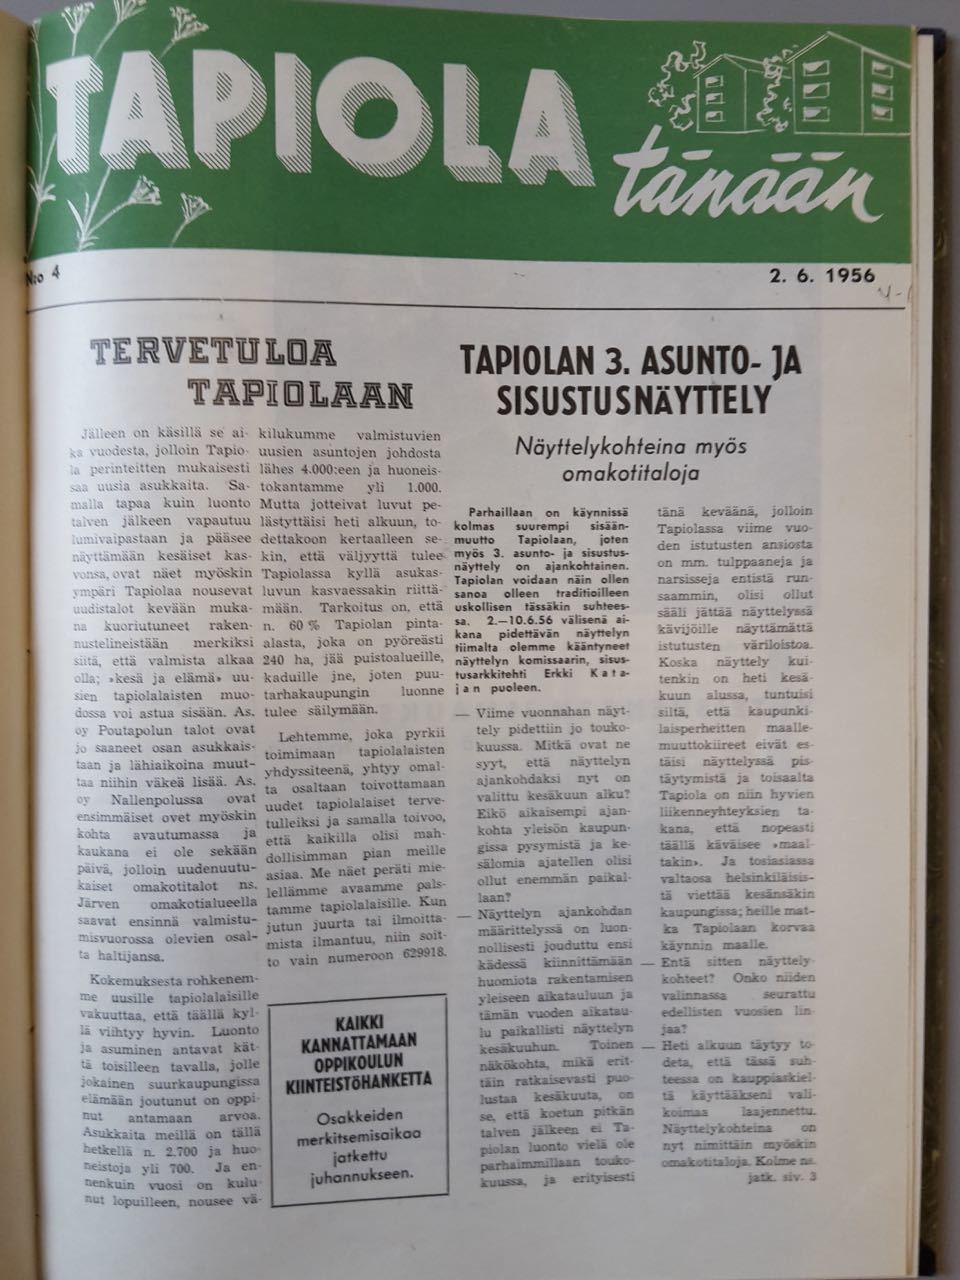 TAPIOLA
tänään
N:o 4
2. 6. 1956
TERVETULOA
TAPIOLAAN
Jälleen on käsillä se ai-
ka vuodesta, jolloin Tapio-
la perinteitten mukaisesti
saa uusia asukkaita. Sa-
malla tapaa kuin luonto
talven jälkeen vapautuu
lumivaipastaan ja pääsee
näyttämään kesäiset kas-
vonsa, ovat näet myöskin
ympäri Tapiolaa nousevat
uudistalot kevään muka-
na kuoriutuneet raken-
nustelineistään merkiksi
siitä, että valmista alkaa
olla; »kesä ja elämä» uu-
sien tapiolalaisten muo-
dossa voi astua sisään. As.
oy Poutapolun talot ovat
jo saaneet osan asukkais-
taan ja lähiaikoina muut-
taa niihin väkeä lisää. As.
oy Nallenpolussa ovat
ensimmäiset ovet myöskin
kohta avautumassa ja
kaukana ei ole sekään
päivä, jolloin uudenuutu-
kaiset omakotitalot ns.
Järven omakotialueella
saavat ensinnä valmistu-
misvuorossa olevien osal-
ta haltijansa.
Kokemuksesta rohkenem-
me uusille tapiolalaisille
vakuuttaa, että täällä kyl-
lä viihtyy hyvin. Luonto
ja asuminen antavat kät-
tä toisilleen tavalla, jolle
jokainen suurkaupungissa
elämään joutunut on oppi-
nut antamaan arvoa.
Asukkaita meillä on tällä
hetkellä n. 2.700 ja huo-
neistoja yli 700. Ja en-
nenkuin vuosi on kulu-
nut lopuilleen, nousee vä-
kilukumme valmistuvien
uusien asuntojen johdosta
lähes 4.000:een ja huoneis-
tokantamme yli 1.000.
Mutta jotteivat luvut pe-
lästyttäisi heti alkuun, to-
dettakoon kertaalleen se-
kin, että väljyyttä tulee
Tapiolassa kyllä asukas-
luvun kasvaessakin riittä-
mään. Tarkoitus on, että
n. 60 % Tapiolan pinta-
alasta, joka on pyöreästi
240 ha, jää puistoalueille,
kaduille jne, joten puu-
tarhakaupungin luonne
tulee säilymään.
Lehtemme, joka pyrkii
toimimaan tapiolalaisten
yhdyssiteenä, yhtyy omal-
ta osaltaan toivottamaan
uudet tapiolalaiset terve-
tulleiksi ja samalla toivoo,
että kaikilla olisi mah-
dollisimman pian meille
asiaa. Me näet peräti mie-
lellämme avaamme pals-
tamme tapiolalaisille. Kun
jutun juurta tai ilmoitta-
mista ilmantuu, niin soit-
to vain numeroon 629918.
KAIKKI
KANNATTAMAAN
OPPIKOULUN
KIINTEISTÖHANKETTA
Osakkeiden
merkitsemisaikaa
jatkettu
juhannukseen.
TAPIOLAN 3. ASUNTO- JA
SISUSTUSNÄYTTELY
Näyttelykohteina myös
omakotitaloja
Parhaillaan on käynnissä
kolmas suurempi sisään-
muutto Tapiolaan, joten
myös 3. asunto- ja sisustus-
näyttely on ajankohtainen.
Tapiolan voidaan näin ollen
sanoa olleen traditioilleen
uskollisen tässäkin suhtees-
sa. 2.—10.6.56 välisenä ai-
kana pidettävän näyttelyn
tiimalta olemme kääntyneet
näyttelyn komissaarin, sisus-
tusarkkitehti Erkki Kata-
jan puoleen.
— Viime vuonnahan näyt-
tely pidettiin jo touko-
kuussa. Mitkä ovat ne
syyt, että näyttelyn
ajankohdaksi nyt on
valittu kesäkuun alku?
Eikö aikaisempi ajan-
kohta yleisön kaupun-
gissa pysymistä ja ke-
sälomia ajatellen olisi
ollut enemmän paikal-
laan?
— Näyttelyn ajankohdan
määrittelyssä on luon-
nollisesti jouduttu ensi
kädessä kiinnittämään
huomiota rakentamisen
yleiseen aikatauluun ja
tämän vuoden aikatau-
lu paikallisti näyttelyn
kesäkuuhun. Toinen
näkökohta, mikä erit-
täin ratkaisevasti puo-
lustaa kesäkuuta, on
se, että koetun pitkän
talven jälkeen ei Ta-
piolan luonto vielä ole
parhaimmillaan touko-
kuussa, ja erityisesti
tänä keväänä, jolloin
Tapiolassa viime vuo-
den istutusten ansiosta
on mm. tulppaaneja ja
narsisseja entistä run-
saammin, olisi ollut
sääli jättää näyttelyssä
kävijöille näyttämättä
istutusten väriloistoa.
Koska näyttely kui-
tenkin on heti kesä-
kuun alussa, tuntuisi
siltä, että kaupunki-
laisperheitten maalle-
muuttokiireet eivät es-
täisi näyttelyssä pis-
täytymistä ja toisaalta
Tapiola on niin hyvien
liikenneyhteyksien ta-
kana, että nopeasti
täällä käväisee »maal-
takin». Ja tosiasiassa
valtaosa helsinkiläisis-
tä viettää kesänsäkin
kaupungissa; heille mat-
ka Tapiolaan korvaa
käynnin maalle.
— Entä sitten näyttely-
kohteet? Onko niiden
valinnassa seurattu
edellisten vuosien lin-
jaa?
— Heti alkuun täytyy to-
deta, että tässä suh-
teessa on kauppiaskiel-
tä käyttääkseni vali-
koimaa laajennettu.
Näyttelykohteina on
nyt nimittäin myöskin
omakotitaloja. Kolme ns.
jatk. siv. 3